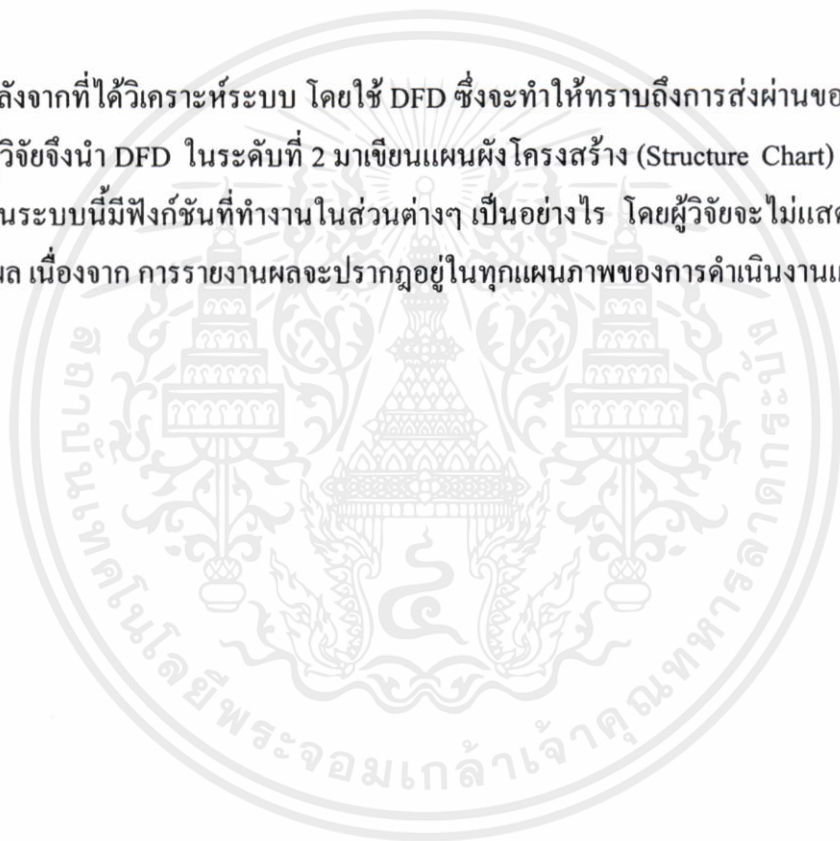 ลังจากที่ได้วิเคราะห์ระบบ โดยใช้ DFD ซึ่งจะทำให้ทราบถึงการส่งผ่านขอ
วิจัยจึงนำ DFD ในระดับที่ 2 มาเขียนแผนผังโครงสร้าง (Structure Chart)
นระบบนี้มีฟังก์ชันที่ทำงานในส่วนต่างๆ เป็นอย่างไร โดยผู้วิจัยจะไม่แสด
ผล เนื่องจาก การรายงานผลจะปรากฎอยู่ในทุกแผนภาพของการดำเนินงานแ
สถาบันเทคโนโลยีพระจอมเกล้าเจ้าคุณทหารลาดกระบัง